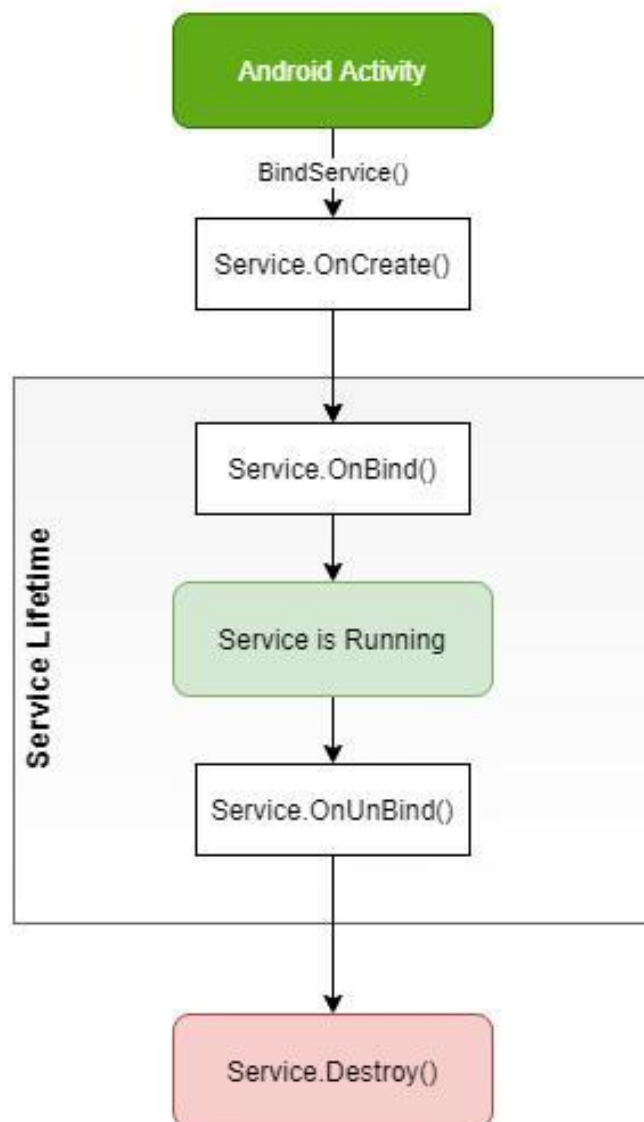 Android Activity
BindService()
Service.OnCreate()
Service.OnBind()
Service Lifetime
Service is Running
Service.OnUnBind()
Service.Destroy()